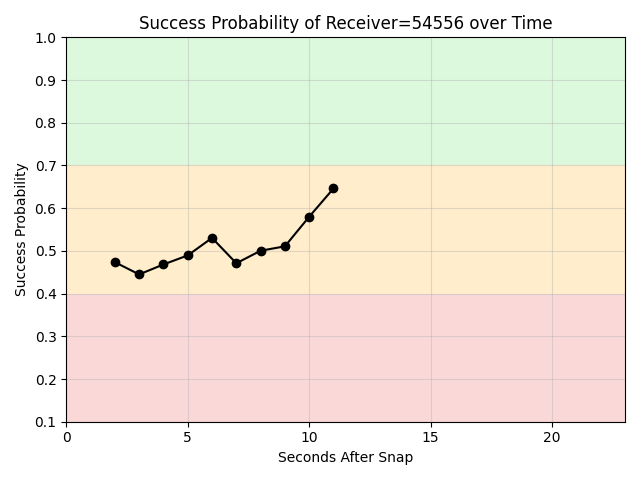 Success Probability of Receiver=54556 over Time
1.0
0.9
0.8
0.7
0.6
0.5
0.4
0.3
0.2
0.1
Success Probability
0 5 10 15 20
Seconds After Snap